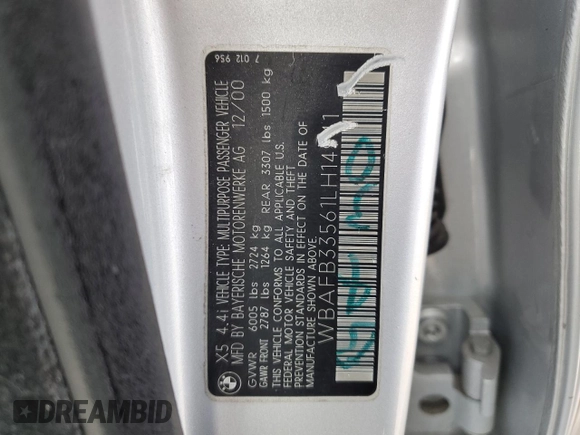 7 012 956
X5 4.4i VEHICLE TYPE: MULTIPURPOSE PASSENGER VEHICLE
MFD BY BAYERISCHE MOTORENWERKE AG 12/00
GVWR 6005 lbs 2724 kg
GAWR FRONT 2787 lbs 1264 kg REAR 3307 lbs 1500 kg
THIS VEHICLE CONFORMS TO ALL APPLICABLE U.S.
FEDERAL MOTOR VEHICLE SAFETY AND THEFT
PREVENTION STANDARDS IN EFFECT ON THE DATE OF
MANUFACTURE SHOWN ABOVE.
DREAMBID